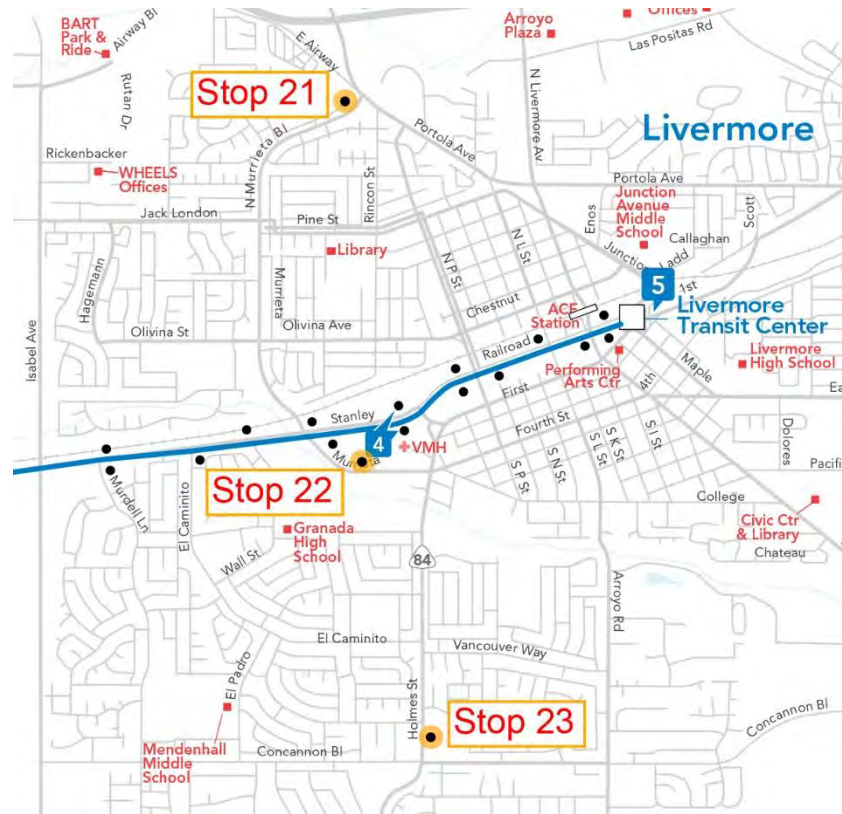 BART
Park &
Ride
Airway Bl
Rutan Dr
E Airway
Arroyo
Plaza
Offices
Las Positas Rd
Stop 21
N Livermore Av
Livermore
Portola Ave
N Murrieta Bl
Rincon St
Rickenbacker
WHEELS
Offices
Portola Ave
Junction
Avenue
Middle
School
Enos
Scott
Jack London
Pine St
Callaghan
Junction
Ladd
Library
N L St
N P St
Hagemann
Murrieta
Chestnut
5
1st
ACE
Station
Livermore
Transit Center
Isabel Ave
Olivina St
Olivina Ave
Railroad
Performing
Arts Ctr
Maple
Livermore
High School
First
4th
Stanley
Fourth St
4
VMH
Murrieta
S P St
S N St
S L St
S K St
S I St
Dolores
Stop 22
Murdell Ln
El Caminito
College
Granada
High
School
Wall St
Civic Ctr
& Library
Chateau
84
Arroyo Rd
El Caminito
Vancouver Way
El Padro
Holmes St
Stop 23
Mendenhall
Middle
School
Concannon Bl
Concannon Bl